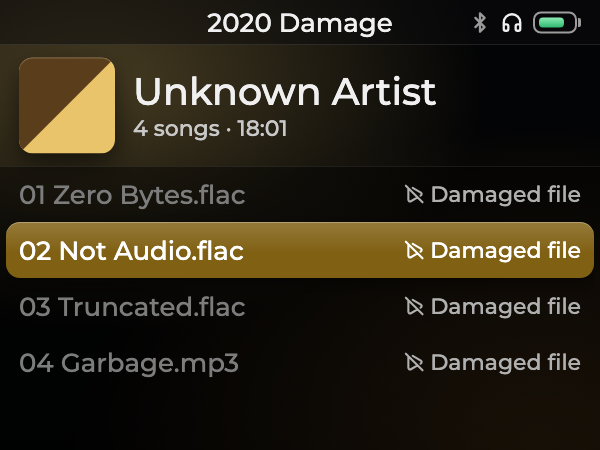 2020 Damage
Unknown Artist
4 songs · 18:01
01 Zero Bytes.flac Damaged file
02 Not Audio.flac Damaged file
03 Truncated.flac Damaged file
04 Garbage.mp3 Damaged file